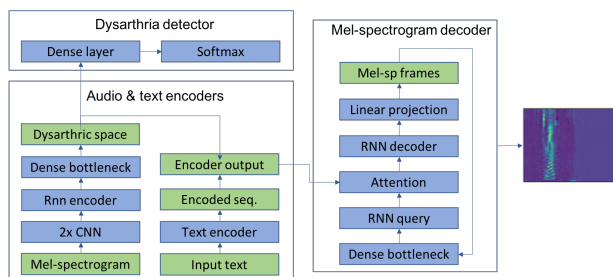 Dysarthria detector
Dense layer
Softmax
Audio & text encoders
Dysarthric space
Dense bottleneck
Rnn encoder
2x CNN
Mel-spectrogram
Encoder output
Encoded seq.
Text encoder
Input text
Mel-spectrogram decoder
Mel-sp frames
Linear projection
RNN decoder
Attention
RNN query
Dense bottleneck